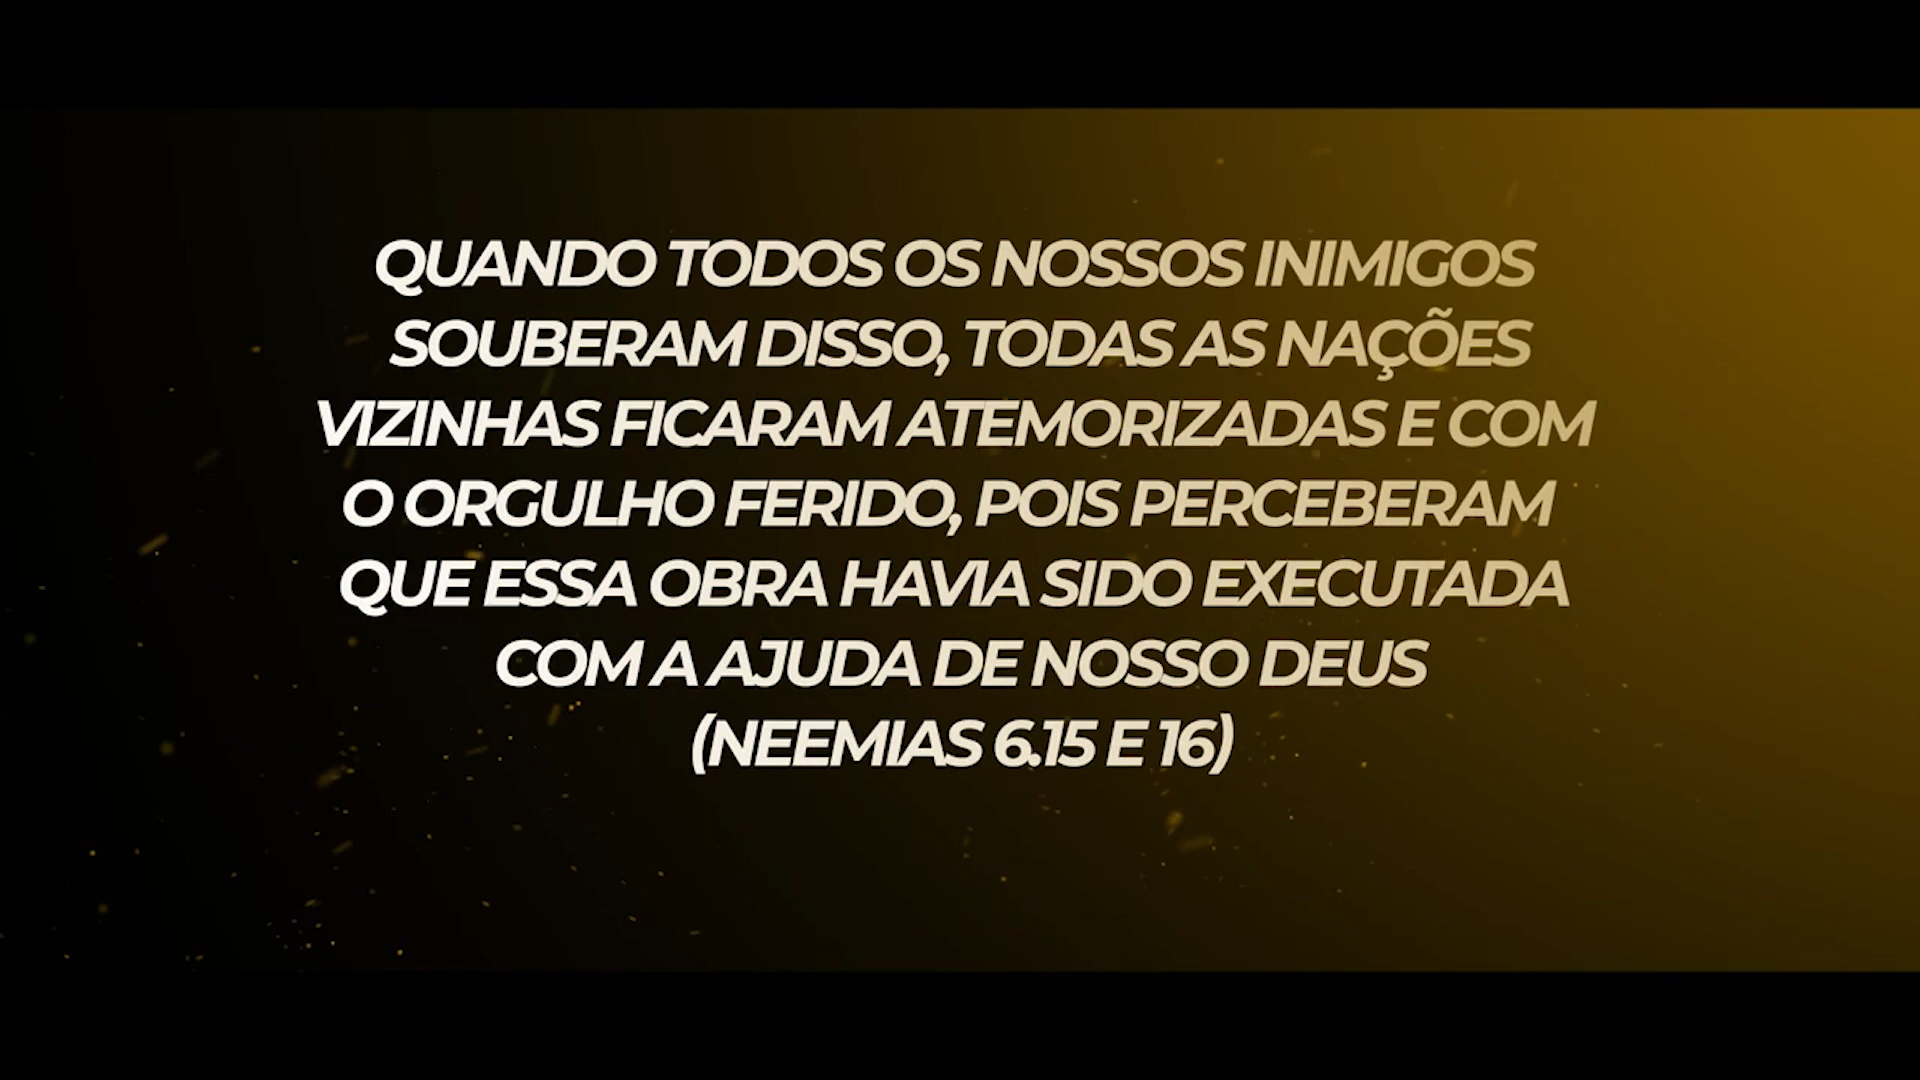 QUANDO TODOS OS NOSSOS INIMIGOS
SOUBERAM DISSO, TODAS AS NAÇÕES
VIZINHAS FICARAM ATEMORIZADAS E COM
O ORGULHO FERIDO, POIS PERCEBERAM
QUE ESSA OBRA HAVIA SIDO EXECUTADA
COM A AJUDA DE NOSSO DEUS
(NEEMIAS 6.15 E 16)